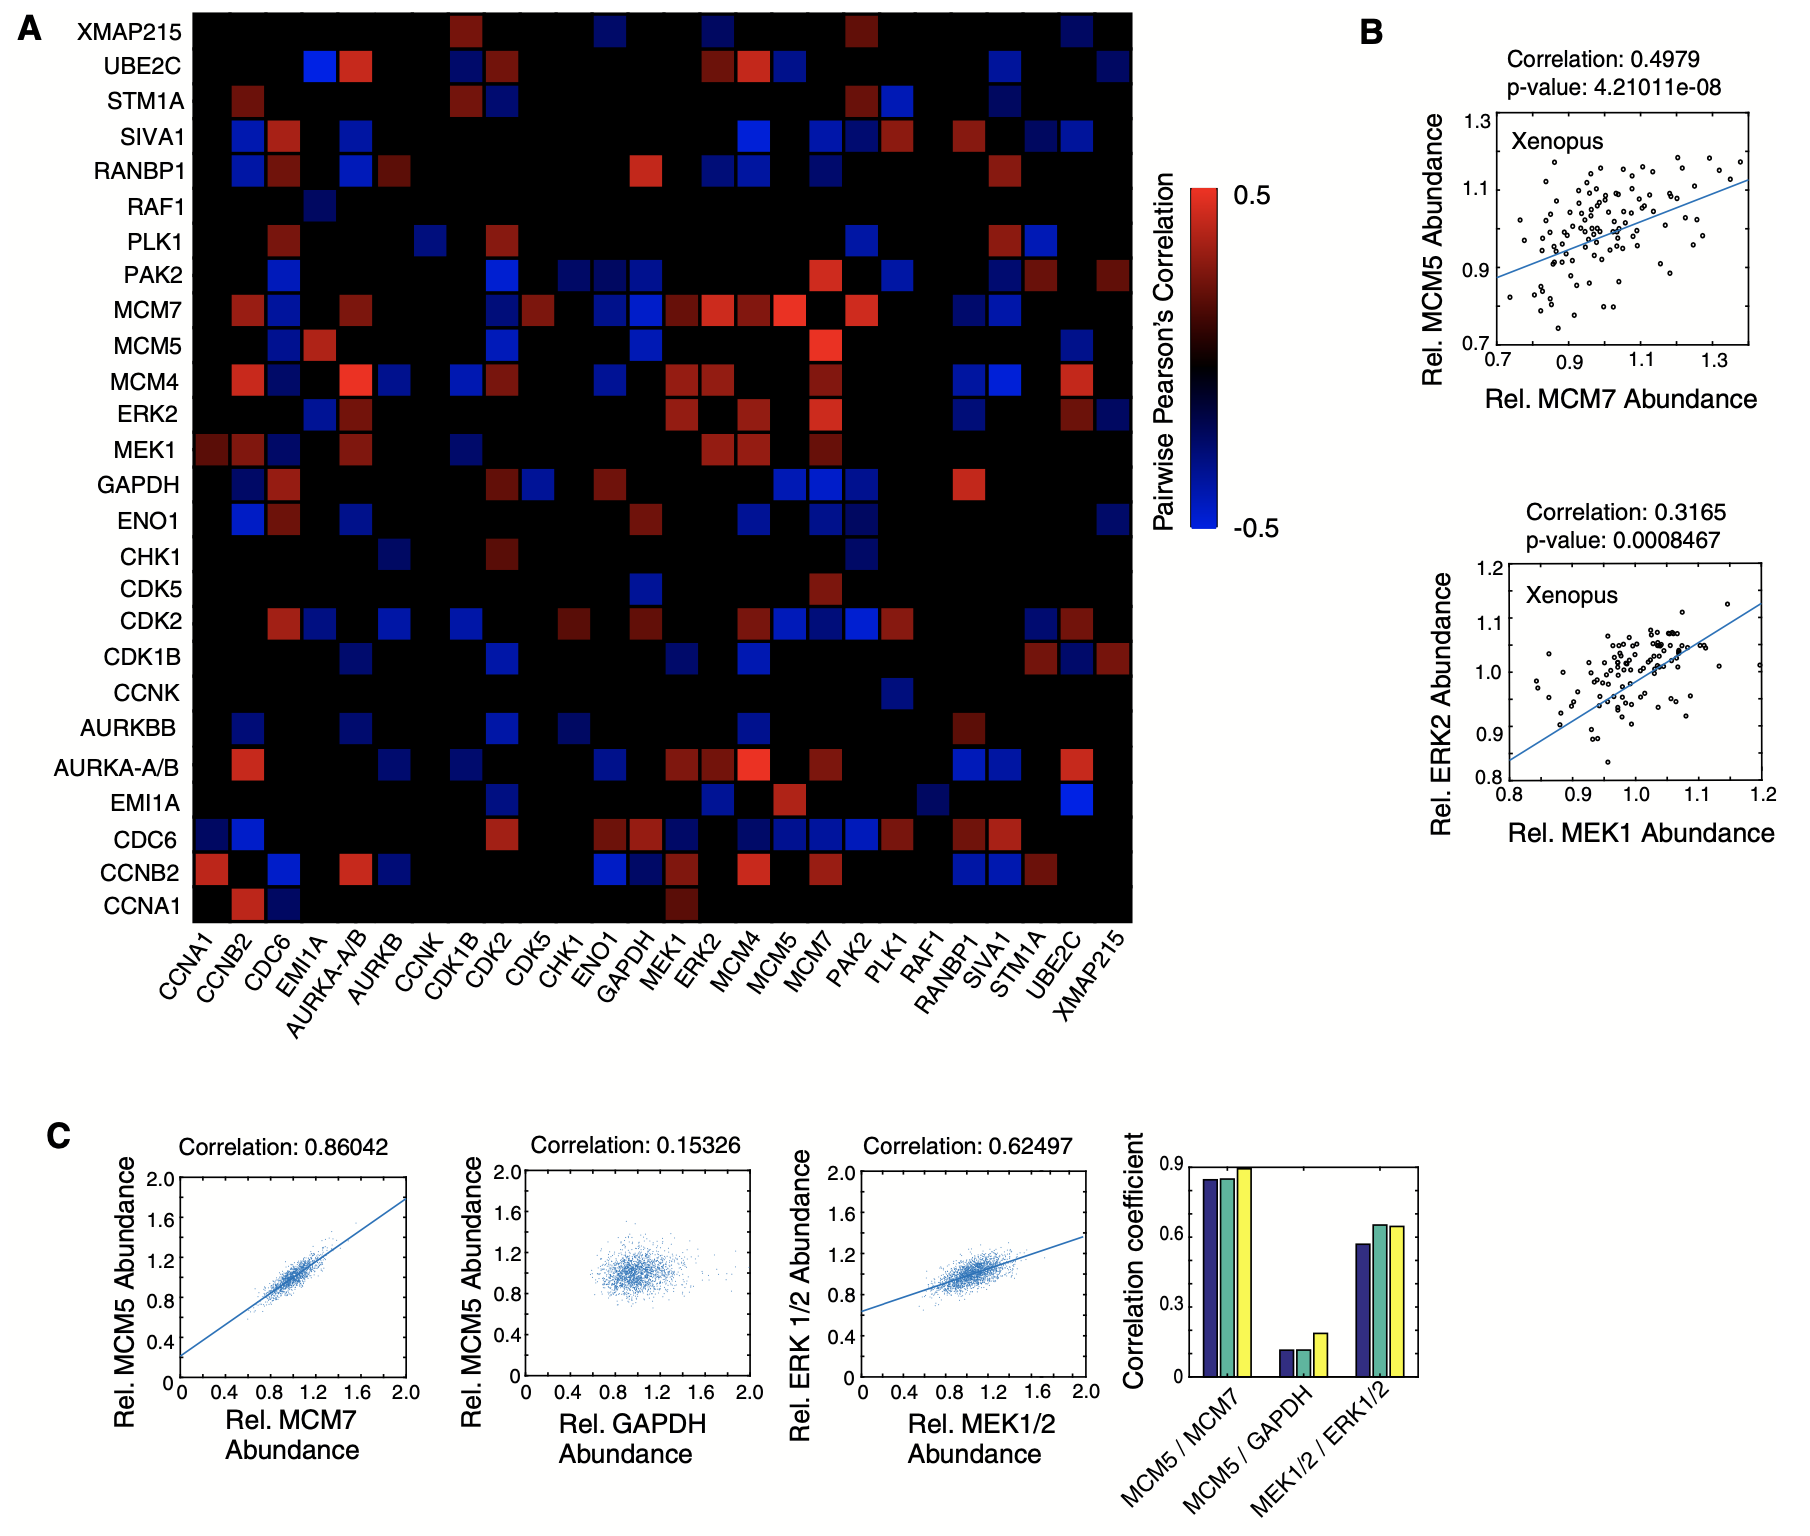 A
XMAP215
UBE2C
STM1A
SIVA1
RANBP1
RAF1
PLK1
PAK2
MCM7
MCM5
MCM4
ERK2
MEK1
GAPDH
ENO1
CHK1
CDK5
CDK2
CDK1B
CCNK
AURKBB
AURKA-A/B
EMI1A
CDC6
CCNB2
CCNA1
CCNA1
CCNB2
CDC6
EMI1A
AURKA-A/B
AURKB
CCNK
CDK1B
CDK2
CDK5
CHK1
ENO1
GAPDH
MEK1
ERK2
MCM4
MCM5
MCM7
PAK2
PLK1
RAF1
RANBP1
SIVA1
STM1A
UBE2C
XMAP215
Pairwise Pearson's Correlation
0.5
-0.5
B
Correlation: 0.4979
p-value: 4.21011e-08
Rel. MCM5 Abundance
1.3
1.1
0.9
0.7
Xenopus
0.7 0.9 1.1 1.3
Rel. MCM7 Abundance
Correlation: 0.3165
p-value: 0.0008467
Rel. ERK2 Abundance
1.2
1.1
1.0
0.9
0.8
Xenopus
0.8 0.9 1.0 1.1 1.2
Rel. MEK1 Abundance
C
Correlation: 0.86042
Rel. MCM5 Abundance
2.0
1.6
1.2
0.8
0.4
0
0 0.4 0.8 1.2 1.6 2.0
Rel. MCM7
Abundance
Correlation: 0.15326
Rel. MCM5 Abundance
2.0
1.6
1.2
0.8
0.4
0
0 0.4 0.8 1.2 1.6 2.0
Rel. GAPDH
Abundance
Correlation: 0.62497
Rel. ERK 1/2 Abundance
2.0
1.6
1.2
0.8
0.4
0
0 0.4 0.8 1.2 1.6 2.0
Rel. MEK1/2
Abundance
Correlation coefficient
0.9
0.6
0.3
0
MCM5 / MCM7
MCM5 / GAPDH
MEK1/2 / ERK1/2